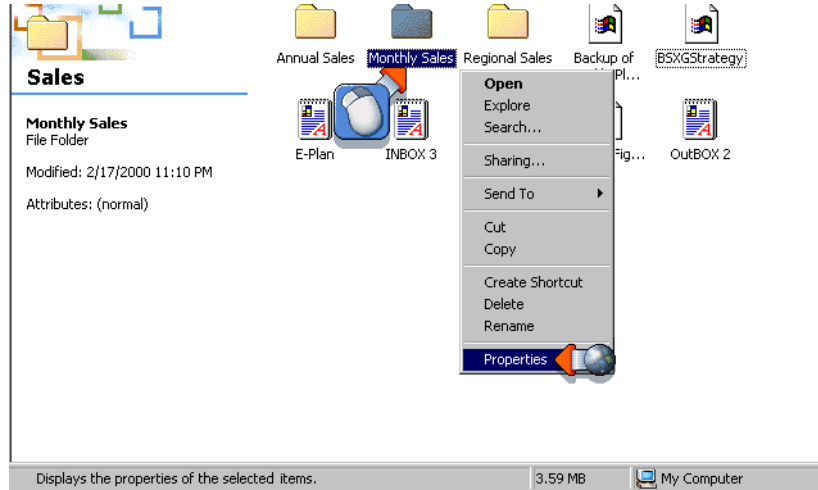 Annual Sales
Monthly Sales
Regional Sales
Backup of
Pl...
BSXGStrategy
Sales
Monthly Sales
File Folder
Modified: 2/17/2000 11:10 PM
Attributes: (normal)
E-Plan
INBOX 3
Fig...
OutBOX 2
Open
Explore
Search...
Sharing...
Send To
Cut
Copy
Create Shortcut
Delete
Rename
Properties
Displays the properties of the selected items.
3.59 MB
My Computer